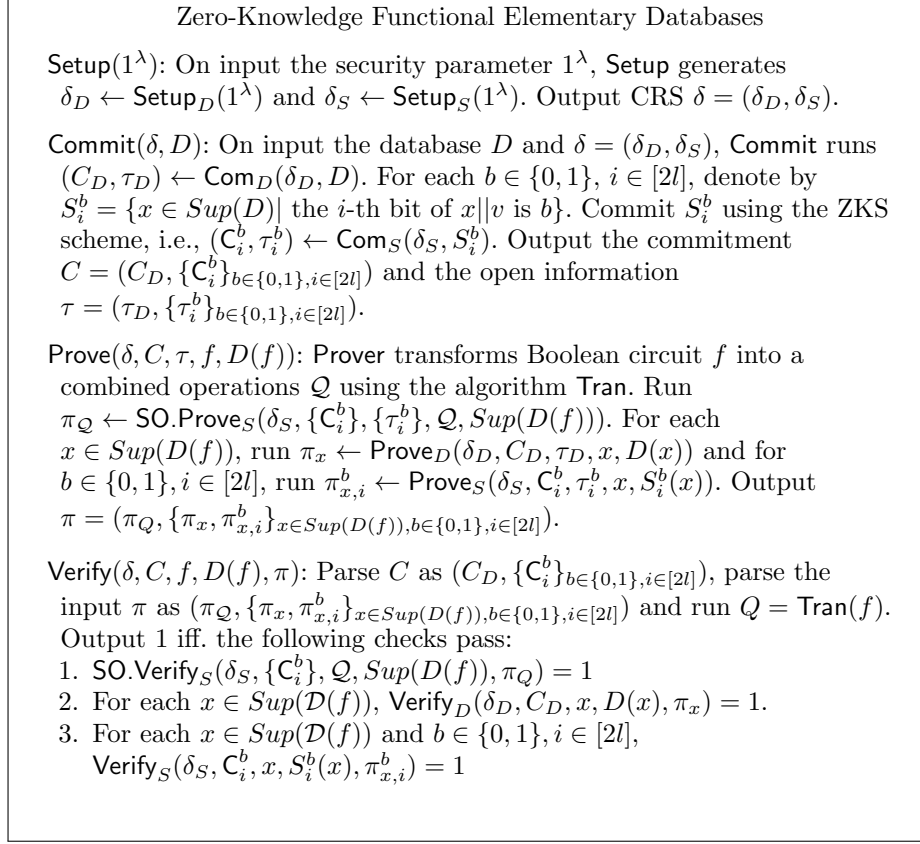 Zero-Knowledge Functional Elementary Databases
Setup(1^λ): On input the security parameter 1^λ, Setup generates
δ_D ← Setup_D(1^λ) and δ_S ← Setup_S(1^λ). Output CRS δ = (δ_D, δ_S).
Commit(δ, D): On input the database D and δ = (δ_D, δ_S), Commit runs
(C_D, τ_D) ← Com_D(δ_D, D). For each b ∈ {0, 1}, i ∈ [2l], denote by
S_i^b = {x ∈ Sup(D)| the i-th bit of x||v is b}. Commit S_i^b using the ZKS
scheme, i.e., (C_i^b, τ_i^b) ← Com_S(δ_S, S_i^b). Output the commitment
C = (C_D, {C_i^b}_{b∈{0,1},i∈[2l]}) and the open information
τ = (τ_D, {τ_i^b}_{b∈{0,1},i∈[2l]}).
Prove(δ, C, τ, f, D(f)): Prover transforms Boolean circuit f into a
combined operations 𝒬 using the algorithm Tran. Run
π_𝒬 ← SO.Prove_S(δ_S, {C_i^b}, {τ_i^b}, 𝒬, Sup(D(f))). For each
x ∈ Sup(D(f)), run π_x ← Prove_D(δ_D, C_D, τ_D, x, D(x)) and for
b ∈ {0, 1}, i ∈ [2l], run π_{x,i}^b ← Prove_S(δ_S, C_i^b, τ_i^b, x, S_i^b(x)). Output
π = (π_Q, {π_x, π_{x,i}^b}_{x∈Sup(D(f)),b∈{0,1},i∈[2l]}).
Verify(δ, C, f, D(f), π): Parse C as (C_D, {C_i^b}_{b∈{0,1},i∈[2l]}), parse the
input π as (π_𝒬, {π_x, π_{x,i}^b}_{x∈Sup(D(f)),b∈{0,1},i∈[2l]}) and run Q = Tran(f).
Output 1 iff. the following checks pass:
1. SO.Verify_S(δ_S, {C_i^b}, 𝒬, Sup(D(f)), π_Q) = 1
2. For each x ∈ Sup(𝒟(f)), Verify_D(δ_D, C_D, x, D(x), π_x) = 1.
3. For each x ∈ Sup(𝒟(f)) and b ∈ {0, 1}, i ∈ [2l],
Verify_S(δ_S, C_i^b, x, S_i^b(x), π_{x,i}^b) = 1